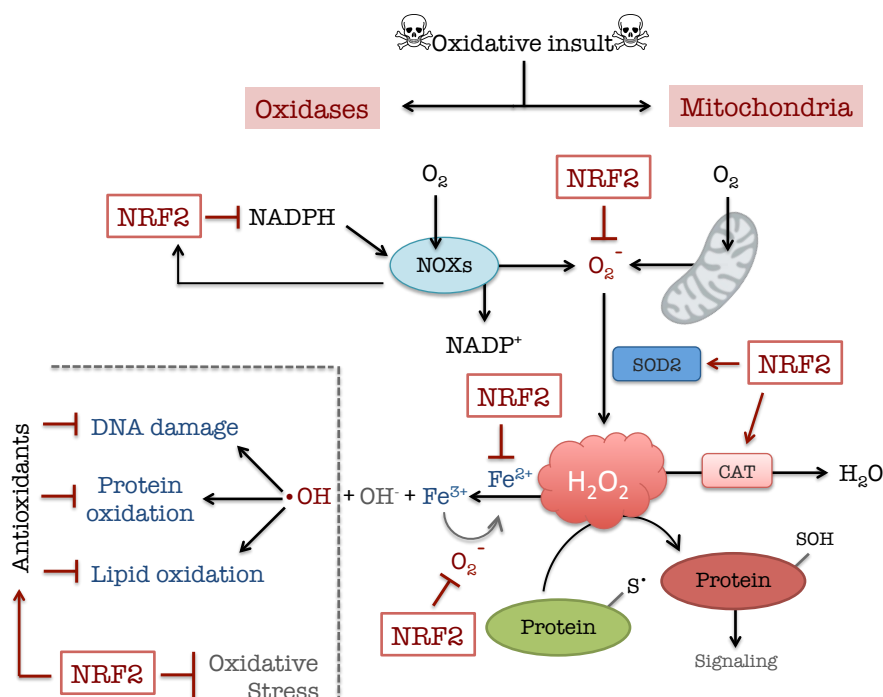 Oxidative insult
Oxidases
Mitochondria
O₂
NRF2
O₂
NRF2
NADPH
NOXs
O₂⁻
NADP⁺
SOD2
NRF2
NRF2
Antioxidants
DNA damage
Protein
oxidation
Lipid oxidation
•OH + OH⁻ + Fe³⁺
Fe²⁺
H₂O₂
CAT
H₂O
O₂⁻
NRF2
S•
Protein
SOH
Protein
Signaling
NRF2
Oxidative
Stress